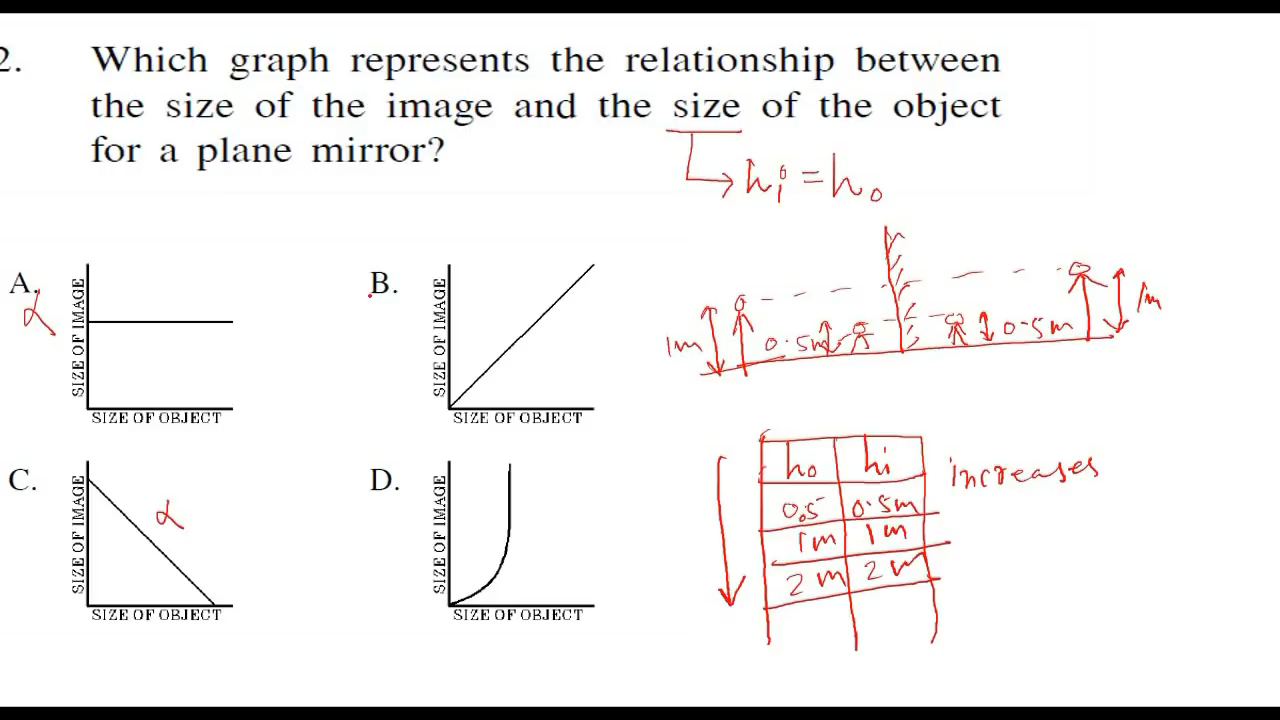 2. Which graph represents the relationship between
the size of the image and the size of the object
for a plane mirror?
hi = ho
A.
SIZE OF IMAGE
SIZE OF OBJECT
B.
SIZE OF IMAGE
SIZE OF OBJECT
1m
0.5m
0.5m
1m
C.
SIZE OF IMAGE
SIZE OF OBJECT
D.
SIZE OF IMAGE
SIZE OF OBJECT
ho hi increases
0.5 0.5m
1m 1m
2m 2m